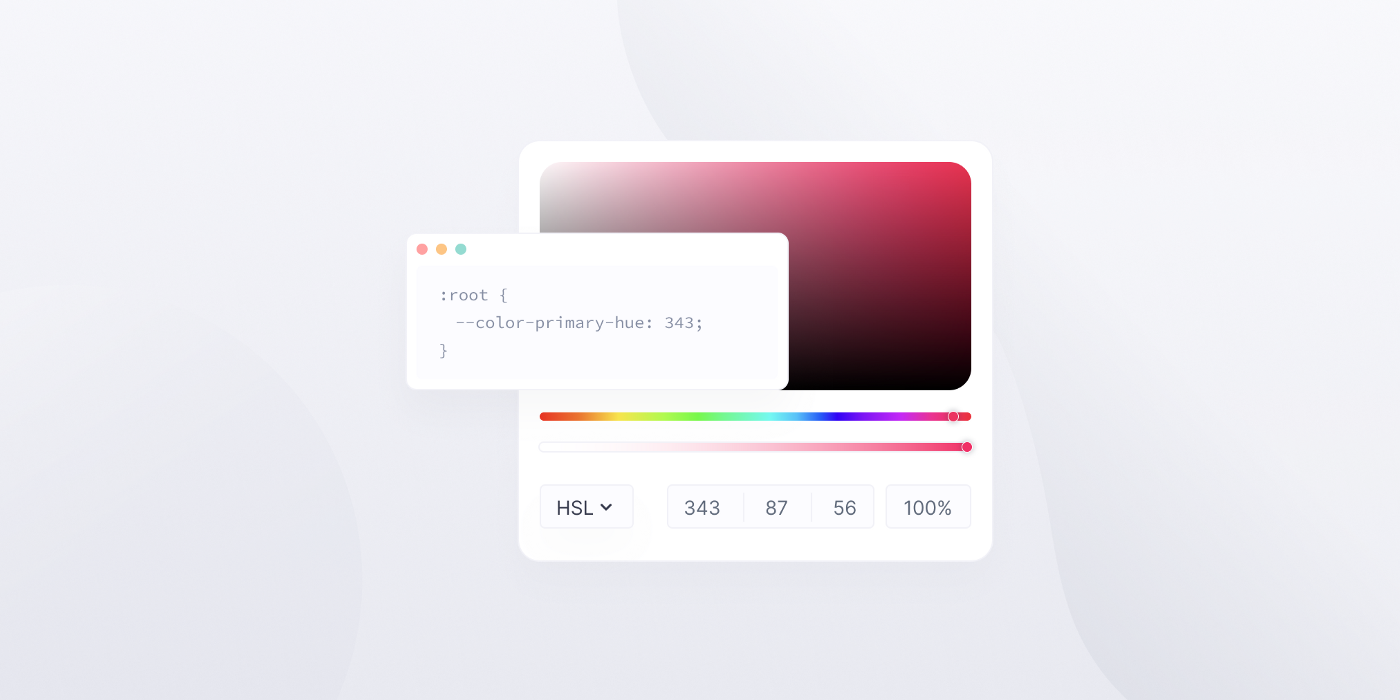 :root {
--color-primary-hue: 343;
}
HSL 343 87 56 100%